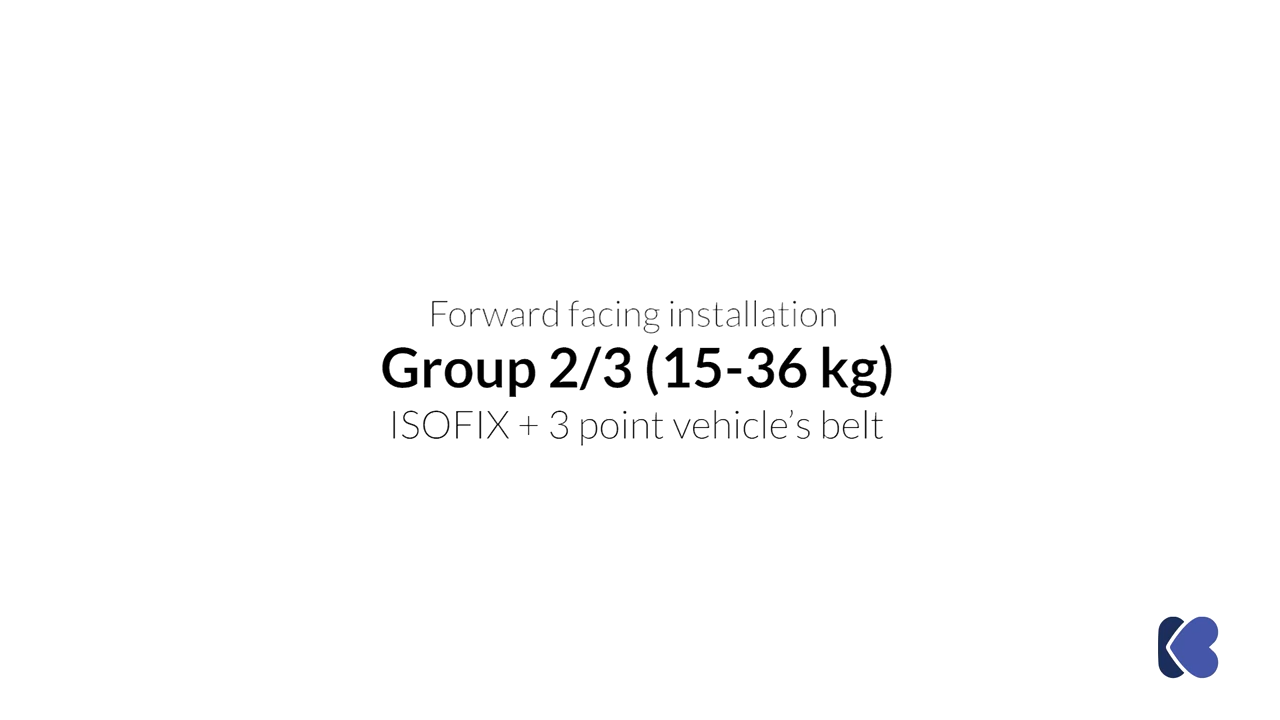 Forward facing installation
Group 2/3 (15-36 kg)
ISOFIX + 3 point vehicle’s belt